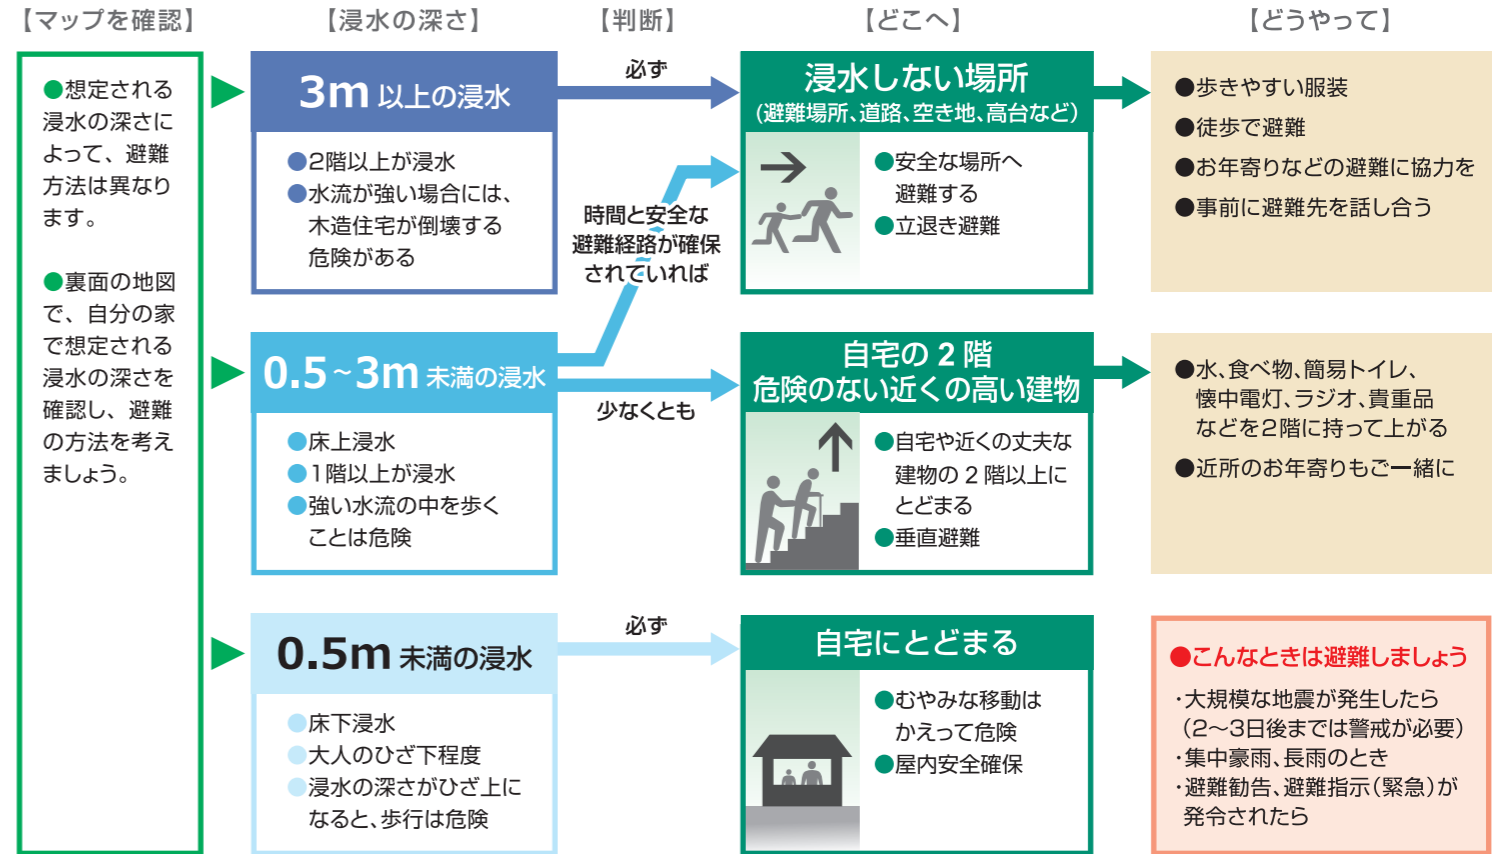 【マップを確認】
【浸水の深さ】
【判断】
【どこへ】
【どうやって】
●想定される
浸水の深さに
よって、避難
方法は異なり
ます。
●裏面の地図
で、自分の家
で想定される
浸水の深さを
確認し、避難
の方法を考え
ましょう。
3m 以上の浸水
●2階以上が浸水
●水流が強い場合には、
木造住宅が倒壊する
危険がある
必ず
浸水しない場所
(避難場所、道路、空き地、高台など)
●安全な場所へ
避難する
●立退き避難
●歩きやすい服装
●徒歩で避難
●お年寄りなどの避難に協力を
●事前に避難先を話し合う
時間と安全な
避難経路が確保
されていれば
0.5～3m 未満の浸水
●床上浸水
●1階以上が浸水
●強い水流の中を歩く
ことは危険
少なくとも
自宅の2階
危険のない近くの高い建物
●自宅や近くの丈夫な
建物の2階以上に
とどまる
●垂直避難
●水、食べ物、簡易トイレ、
懐中電灯、ラジオ、貴重品
などを2階に持って上がる
●近所のお年寄りもご一緒に
0.5m 未満の浸水
●床下浸水
●大人のひざ下程度
●浸水の深さがひざ上に
なると、歩行は危険
必ず
自宅にとどまる
●むやみな移動は
かえって危険
●屋内安全確保
●こんなときは避難しましょう
・大規模な地震が発生したら
（2～3日後までは警戒が必要）
・集中豪雨、長雨のとき
・避難勧告、避難指示（緊急）が
発令されたら